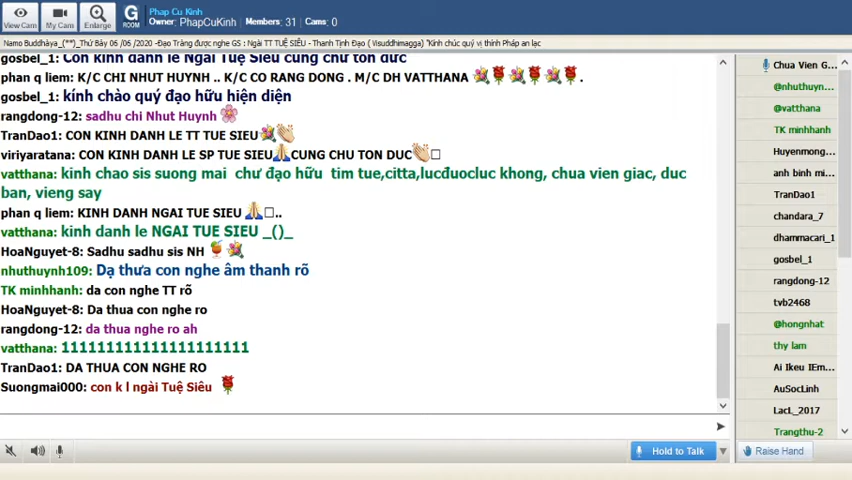 View Cam
My Cam
Enlarge
G
ROOM
Phap Cu Kinh
Owner: PhapCuKinh Members: 31 Cams: 0
Namo Buddhàya_(**)_Thứ Bảy 06 /06 /2020 -Đạo Tràng được nghe GS : Ngài TT TUỆ SIÊU - Thanh Tịnh Đạo ( Visuddhimagga) "Kính chúc quý vị thính Pháp an lạc
gosbel_1: Con kính đảnh lễ Ngài Tuệ Siêu cung chư tôn đức
phan q liem: K/C CHI NHUT HUYNH .. K/C CO RANG DONG . M/C DH VATTHANA .
gosbel_1: kính chào quý đạo hữu hiện diện
rangdong-12: sadhu chi Nhut Huynh
TranDao1: CON KINH DANH LE TT TUE SIEU
viriyaratana: CON KINH DANH LE SP TUE SIEU CUNG CHU TON DUC
vatthana: kinh chao sis suong mai chư đạo hữu tim tue,citta,lucđuocluc khong, chua vien giac, duc
ban, vieng say
phan q liem: KINH DANH NGAI TUE SIEU ..
vatthana: kinh danh le NGAI TUE SIEU _()_
HoaNguyet-8: Sadhu sadhu sis NH
nhuthuynh109: Dạ thưa con nghe âm thanh rõ
TK minhhanh: da con nghe TT rõ
HoaNguyet-8: Da thua con nghe ro
rangdong-12: da thua nghe ro ah
vatthana: 1111111111111111111111
TranDao1: DA THUA CON NGHE RO
Suongmai000: con k l ngài Tuệ Siêu
Hold to Talk
Chua Vien G...
@nhuthuyn...
@vatthana
TK minhhanh
Huyenmong...
anh binh mi...
TranDao1
chandara_7
dhammacari_1
gosbel_1
rangdong-12
tvb2468
@hongnhat
thy lam
Ai Ikeu IEm...
AuSocLinh
LacL_2017
Trangthu-2
Raise Hand